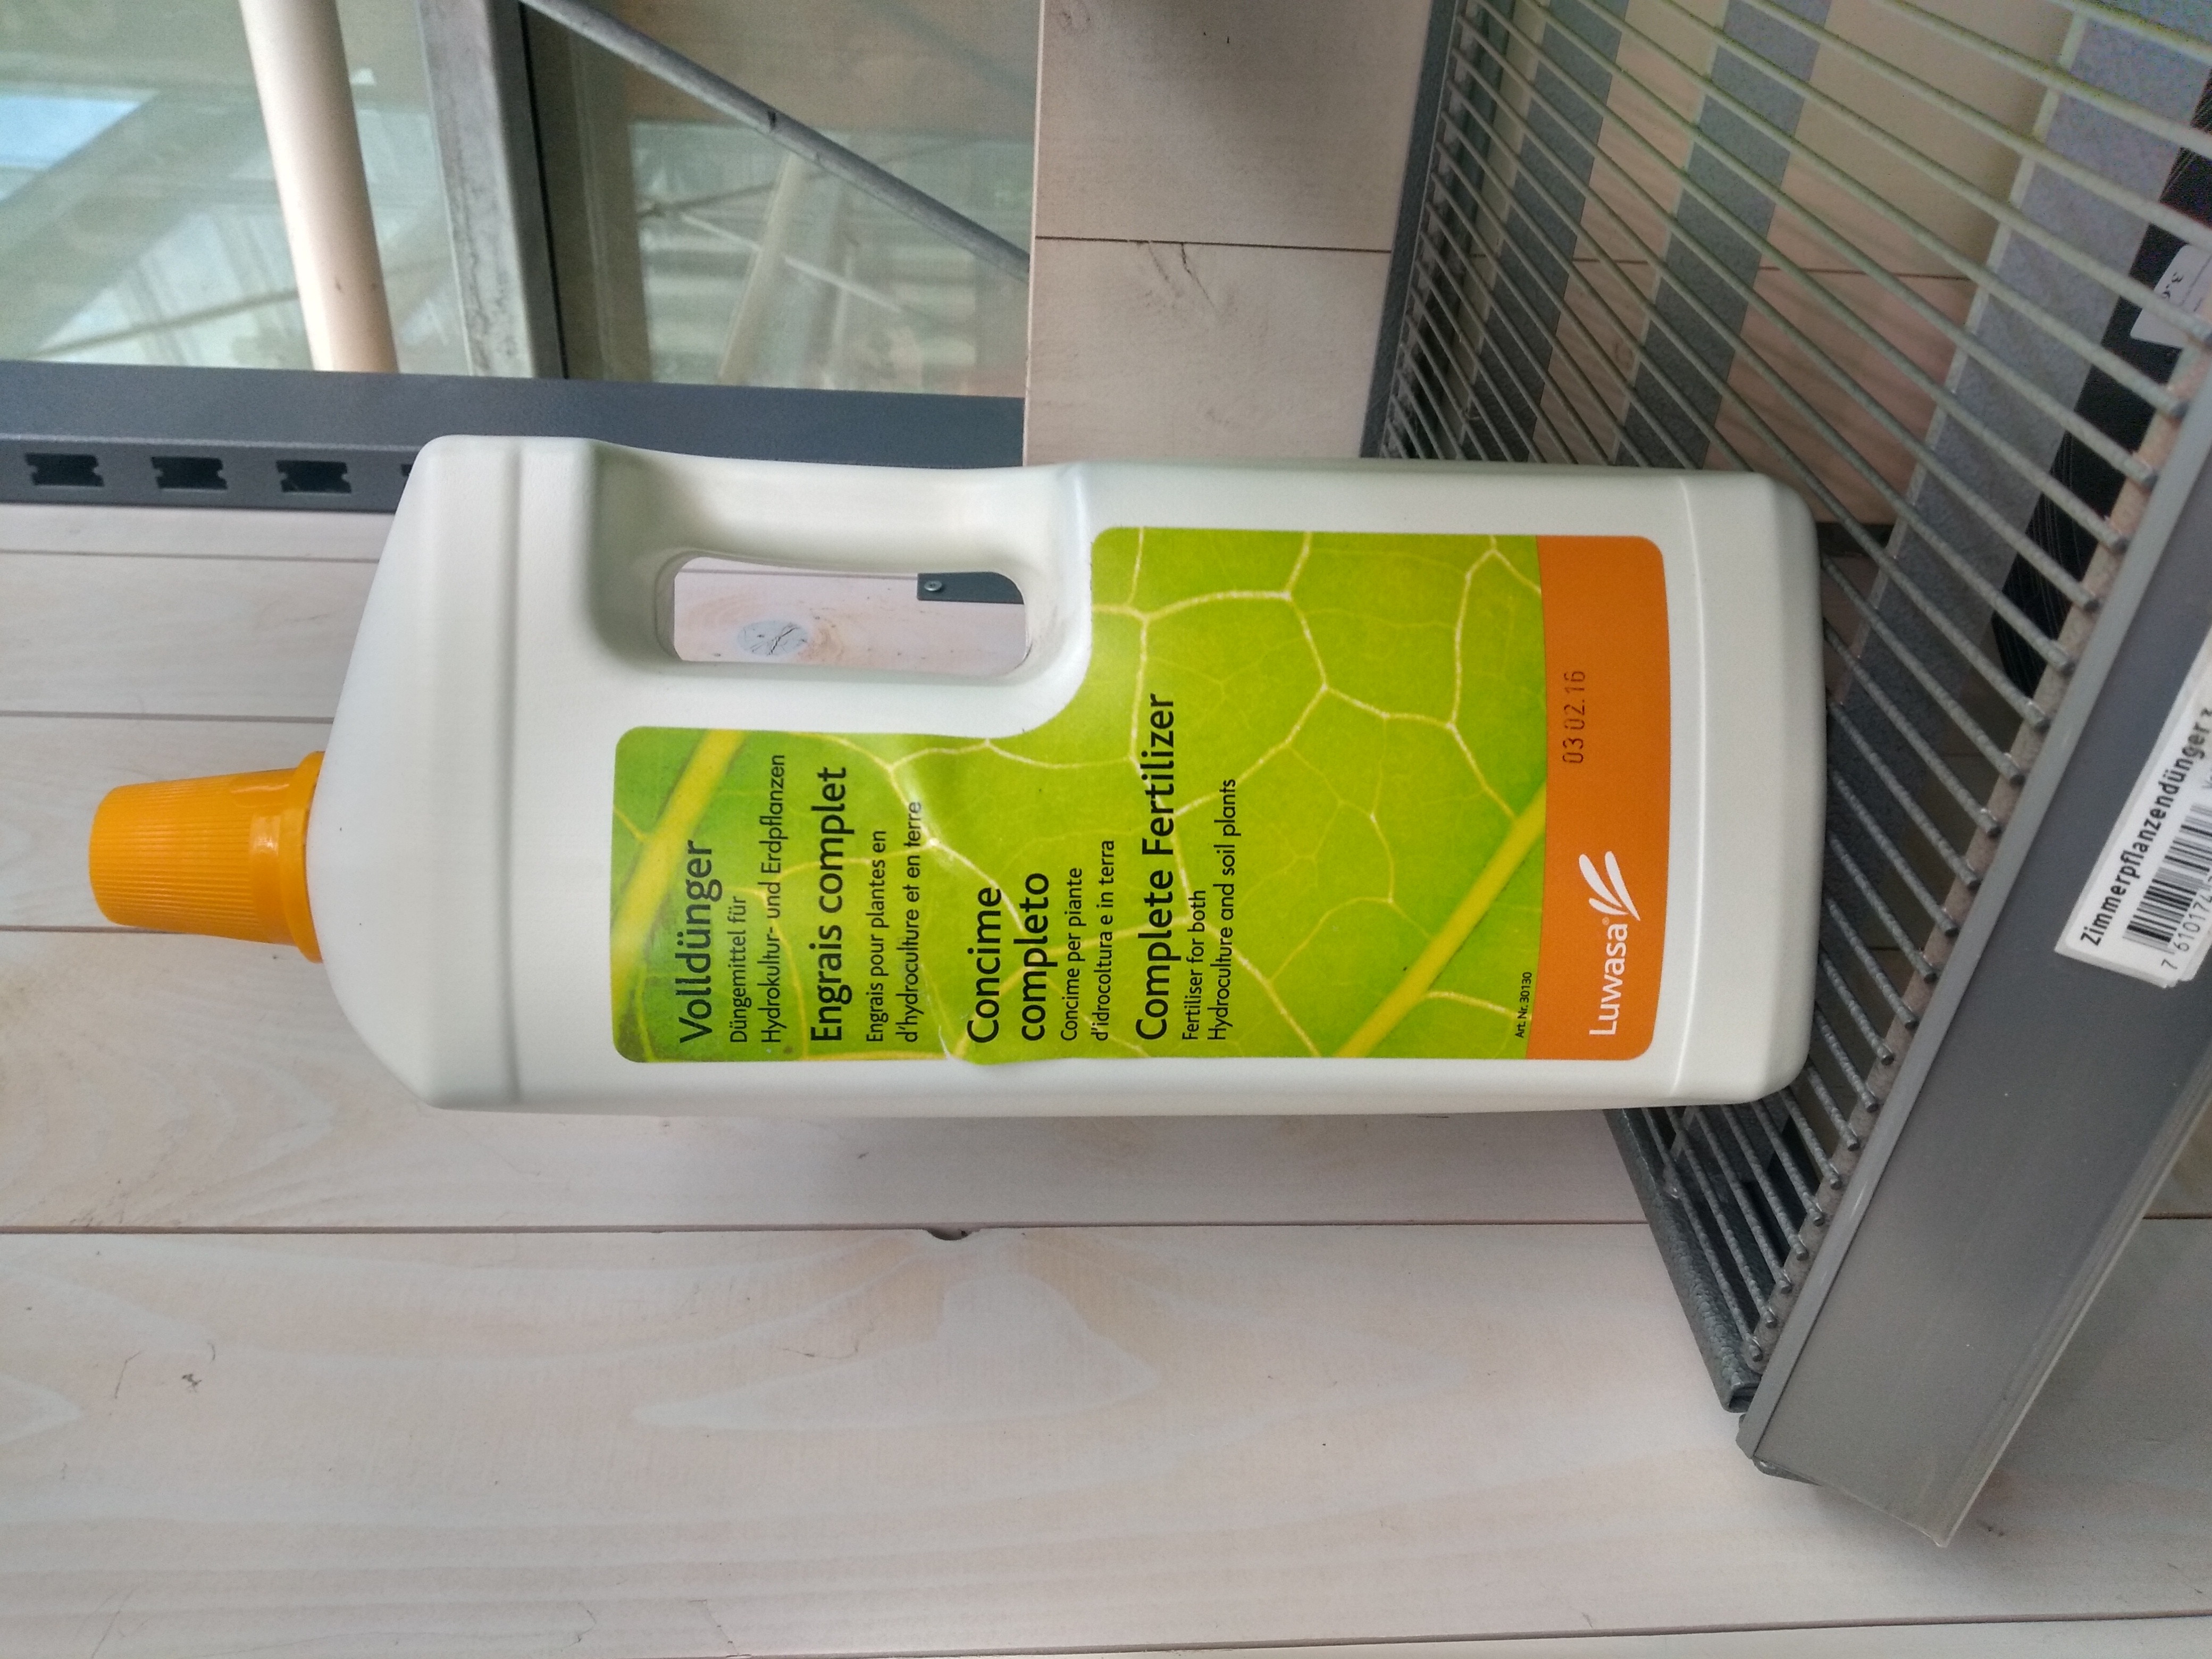 Volldünger
Düngemittel für
Hydrokultur- und Erdpflanzen
Engrais complet
Engrais pour plantes en
d'hydroculture et en terre
Concime
completo
Concime per piante
d'idrocoltura e in terra
Complete Fertilizer
Fertiliser for both
Hydroculture and soil plants
Art. Nr. 30130
03 02.16
Luwasa®
Zimmerpflanzendünger
7 610174